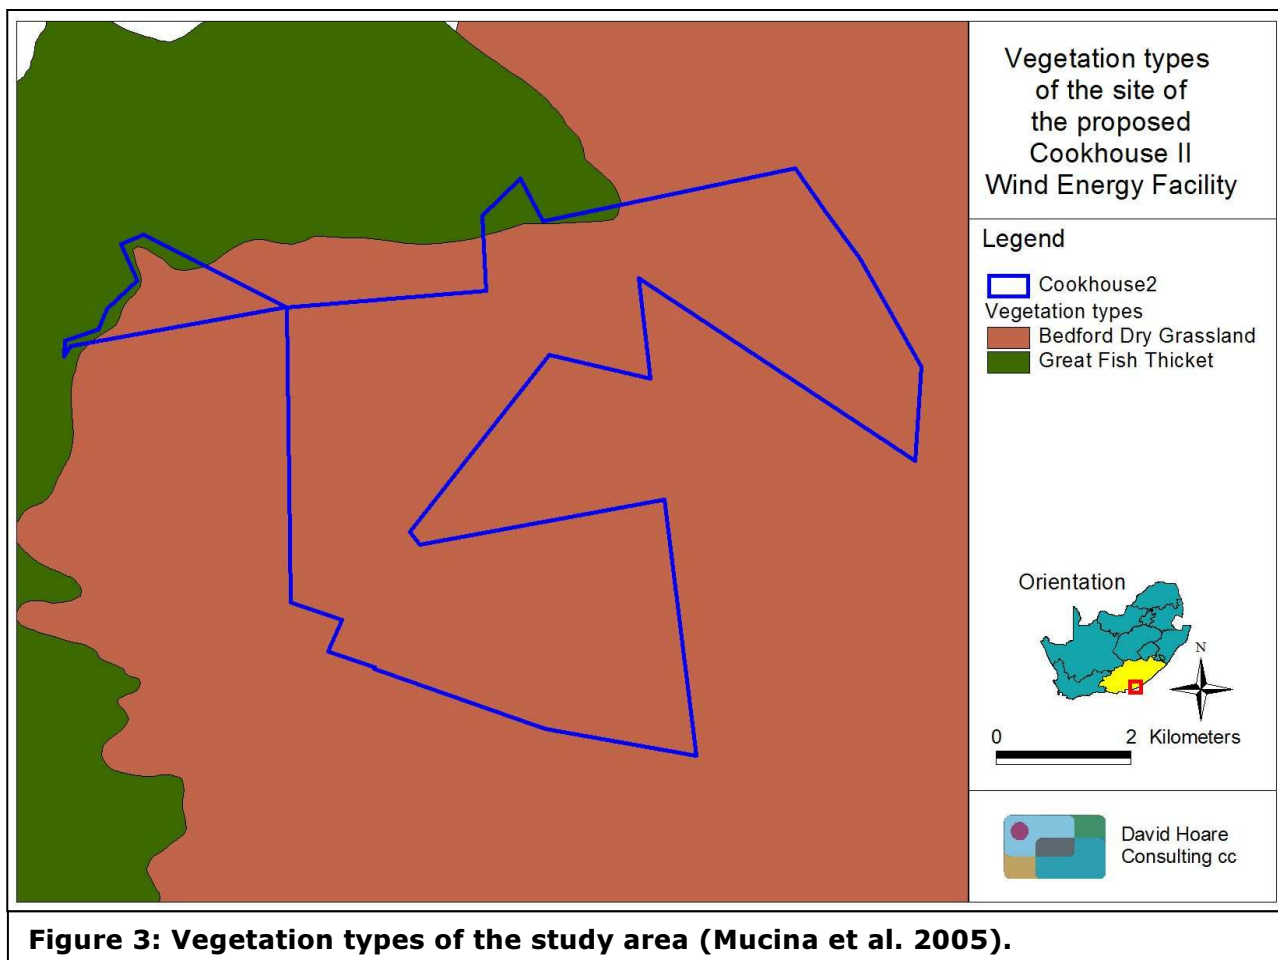 Vegetation types
of the site of
the proposed
Cookhouse II
Wind Energy Facility
Legend
Cookhouse2
Vegetation types
Bedford Dry Grassland
Great Fish Thicket
Orientation
N
0 2 Kilometers
David Hoare
Consulting cc
Figure 3: Vegetation types of the study area (Mucina et al. 2005).